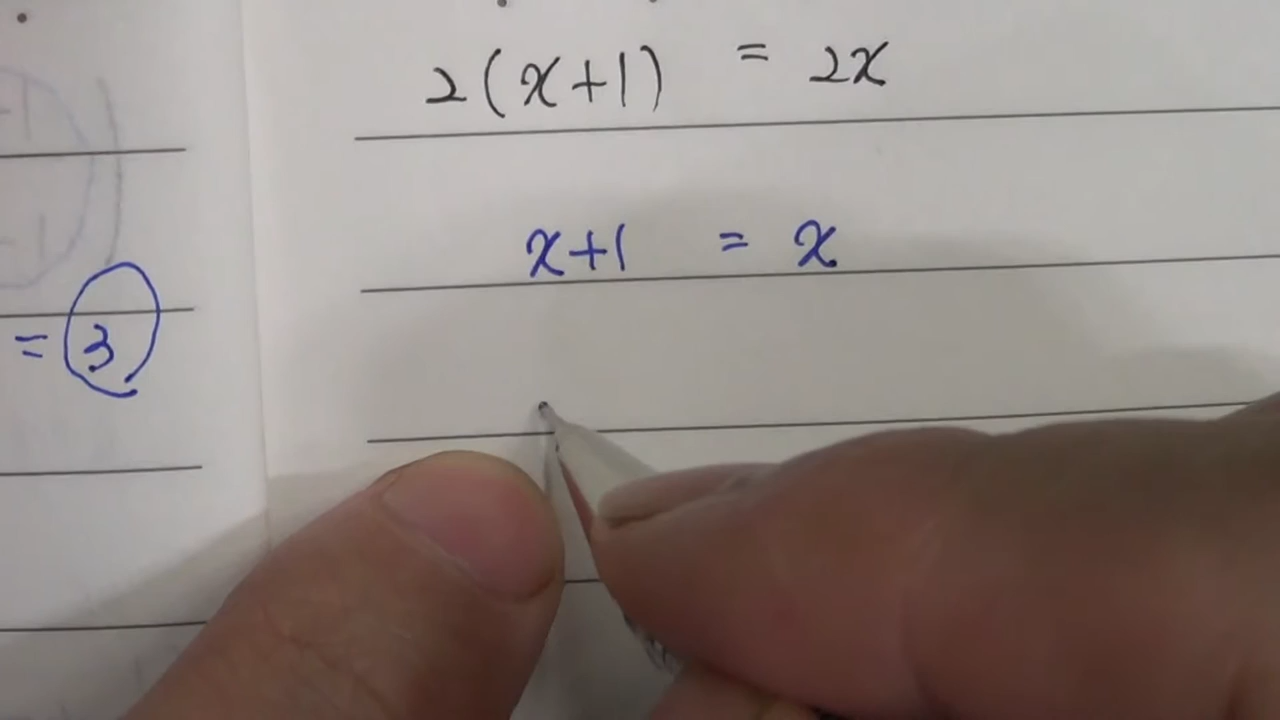 2(x+1) = 2x
x+1 = x
= 3